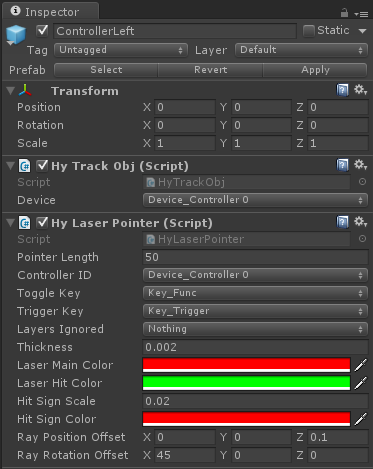 Inspector
ControllerLeft Static
Tag Untagged Layer Default
Prefab Select Revert Apply
Transform
Position X 0 Y 0 Z 0
Rotation X 0 Y 0 Z 0
Scale X 1 Y 1 Z 1
Hy Track Obj (Script)
Script HyTrackObj
Device Device_Controller 0
Hy Laser Pointer (Script)
Script HyLaserPointer
Pointer Length 50
Controller ID Device_Controller 0
Toggle Key Key_Func
Trigger Key Key_Trigger
Layers Ignored Nothing
Thickness 0.002
Laser Main Color
Laser Hit Color
Hit Sign Scale 0.02
Hit Sign Color
Ray Position Offset X 0 Y 0 Z 0.1
Ray Rotation Offset X 45 Y 0 Z 0